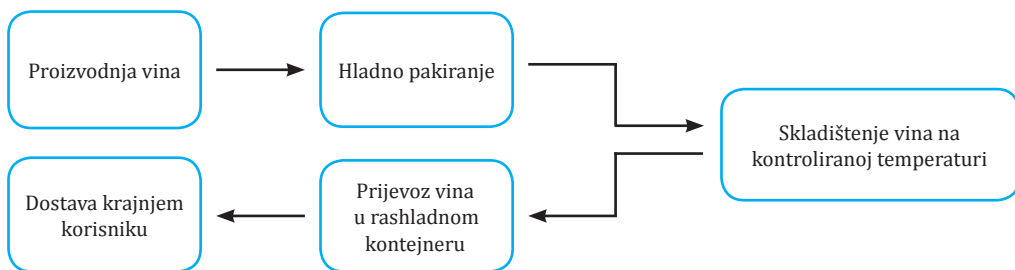 Proizvodnja vina
Hladno pakiranje
Skladištenje vina na
kontroliranoj temperaturi
Prijevoz vina
u rashladnom
kontejneru
Dostava krajnjem
korisniku